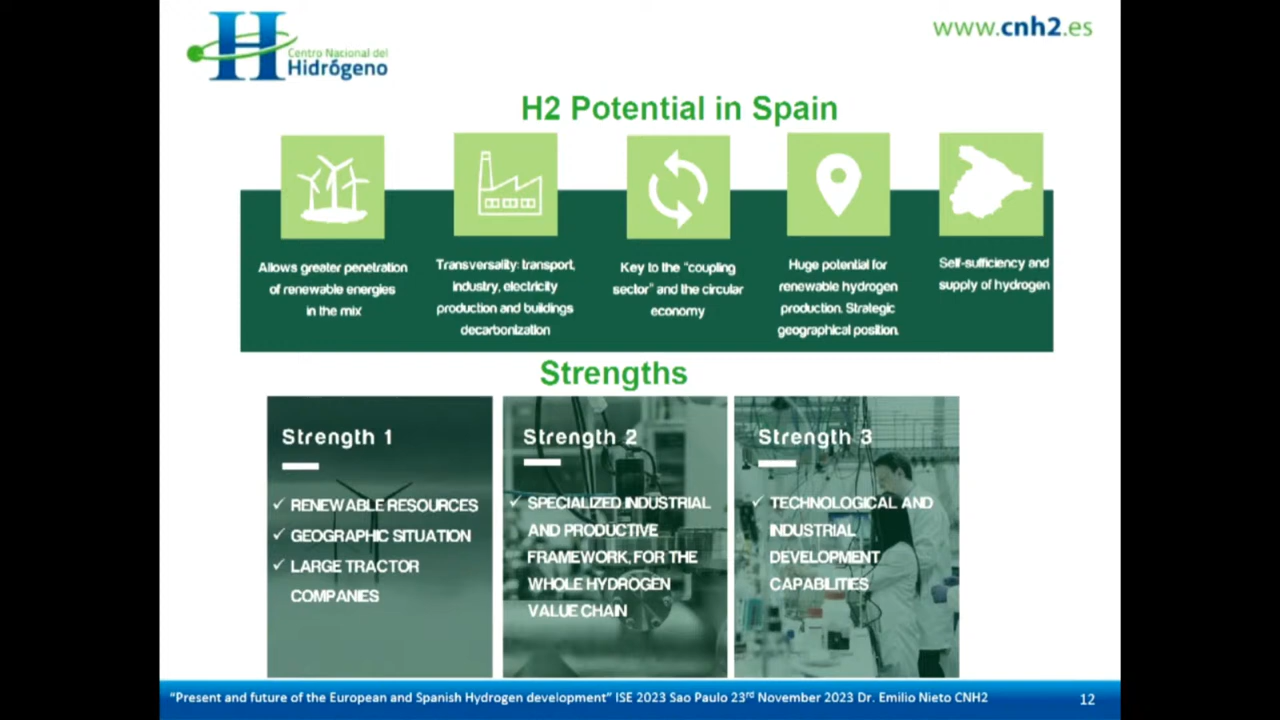 H
Centro Nacional del
Hidrógeno
www.cnh2.es
H2 Potential in Spain
Allows greater penetration
of renewable energies
in the mix
Transversality: transport,
industry, electricity
production and buildings
decarbonization
Key to the "coupling
sector" and the circular
economy
Huge potential for
renewable hydrogen
production. Strategic
geographical position.
Self-sufficiency and
supply of hydrogen
Strengths
Strength 1
✓ RENEWABLE RESOURCES
✓ GEOGRAPHIC SITUATION
✓ LARGE TRACTOR
COMPANIES
Strength 2
✓ SPECIALIZED INDUSTRIAL
AND PRODUCTIVE
FRAMEWORK, FOR THE
WHOLE HYDROGEN
VALUE CHAIN
Strength 3
✓ TECHNOLOGICAL AND
INDUSTRIAL
DEVELOPMENT
CAPABILITIES
"Present and future of the European and Spanish Hydrogen development" ISE 2023 Sao Paulo 23rd November 2023 Dr. Emilio Nieto CNH2
12